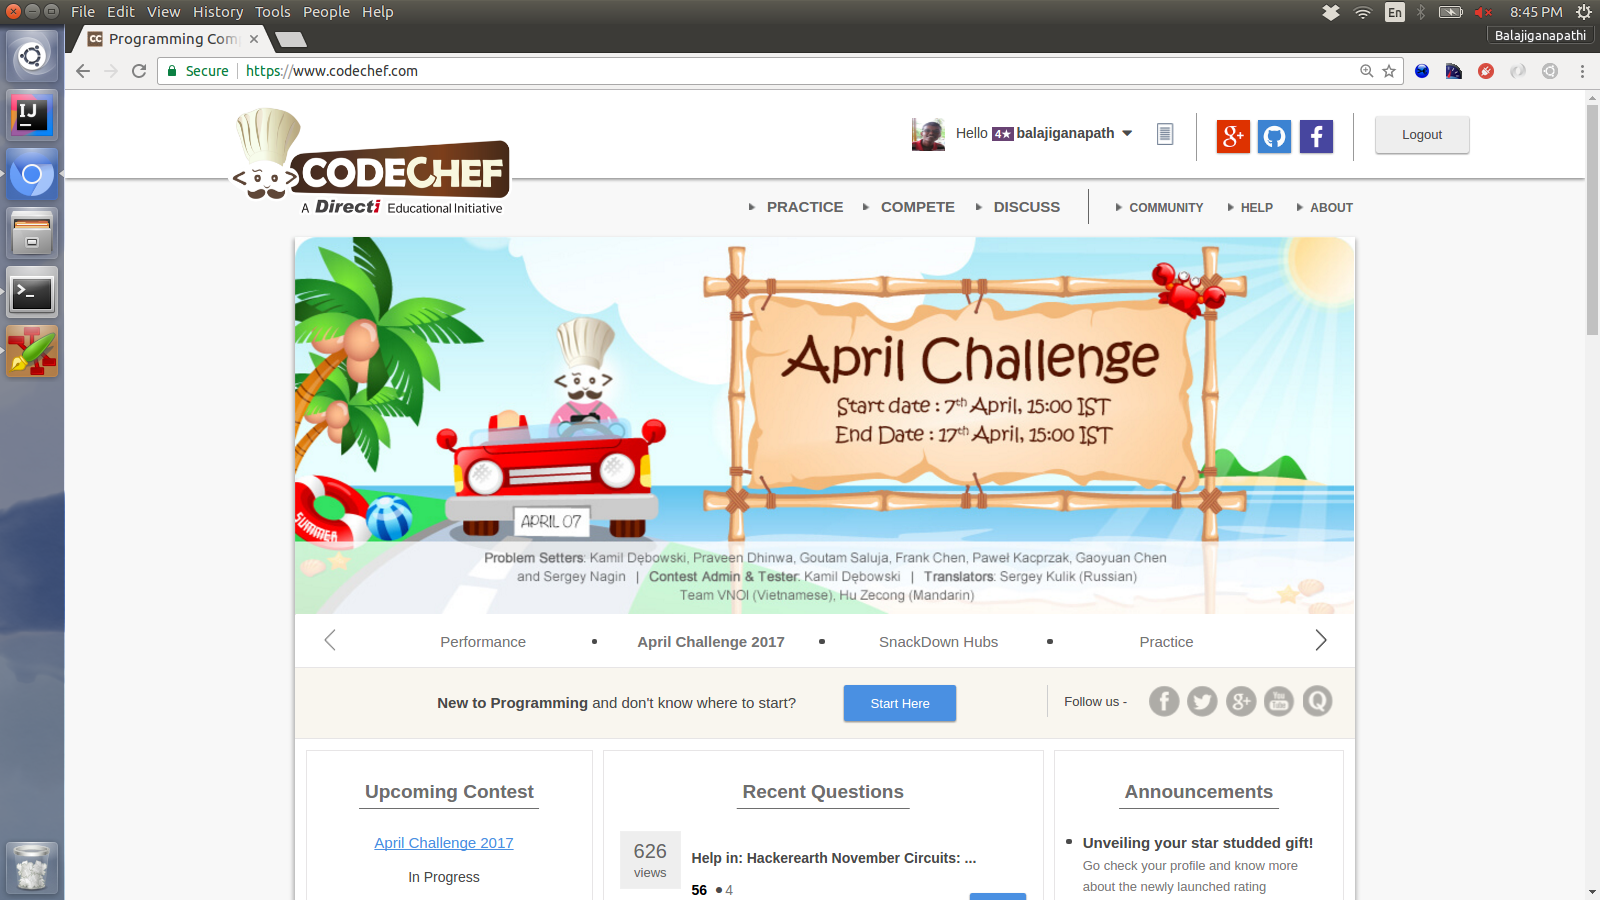 File Edit View History Tools People Help
En
8:45 PM
Programming Com
Balajiganapathi
Secure
https://www.codechef.com
Hello 4★ balajiganapath
Logout
CODECHEF
A Directi Educational Initiative
PRACTICE
COMPETE
DISCUSS
COMMUNITY
HELP
ABOUT
April Challenge
Start date : 7th April, 15:00 IST
End Date : 17th April, 15:00 IST
SUMMER
APRIL 07
Problem Setters: Kamil Dębowski, Praveen Dhinwa, Goutam Saluja, Frank Chen, Paweł Kacprzak, Gaoyuan Chen
and Sergey Nagin | Contest Admin & Tester: Kamil Dębowski | Translators: Sergey Kulik (Russian)
Team VNOI (Vietnamese), Hu Zecong (Mandarin)
Performance
April Challenge 2017
SnackDown Hubs
Practice
New to Programming and don't know where to start?
Start Here
Follow us -
Upcoming Contest
April Challenge 2017
In Progress
Recent Questions
626
views
Help in: Hackerearth November Circuits: ...
56
4
Announcements
Unveiling your star studded gift!
Go check your profile and know more
about the newly launched rating